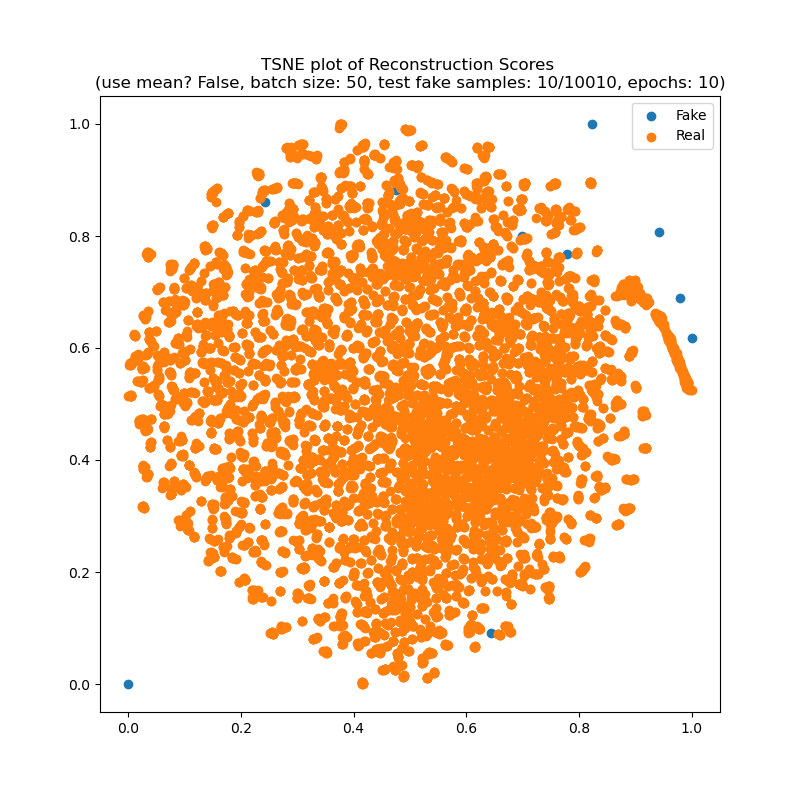 TSNE plot of Reconstruction Scores
(use mean? False, batch size: 50, test fake samples: 10/10010, epochs: 10)
Fake
Real
1.0
0.8
0.6
0.4
0.2
0.0
0.0 0.2 0.4 0.6 0.8 1.0